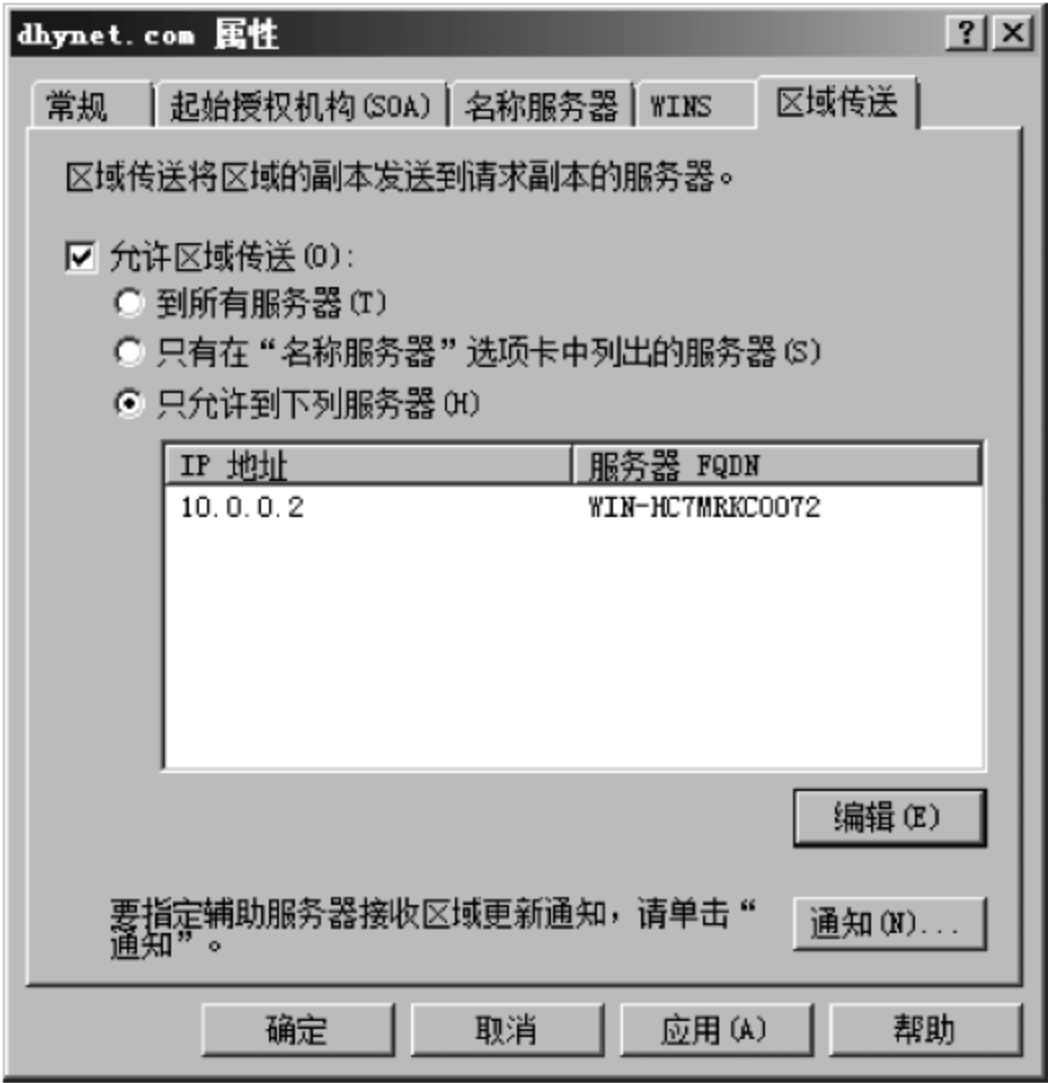 dhynet.com 属性
常规 起始授权机构(SOA) 名称服务器 WINS 区域传送
区域传送将区域的副本发送到请求副本的服务器。
允许区域传送(O):
到所有服务器(T)
只有在“名称服务器”选项卡中列出的服务器(S)
只允许到下列服务器(H)
IP 地址 服务器 FQDN
10.0.0.2 WIN-HC7MRKC0072
编辑(E)
要指定辅助服务器接收区域更新通知，请单击“
通知”。
通知(N)...
确定 取消 应用(A) 帮助